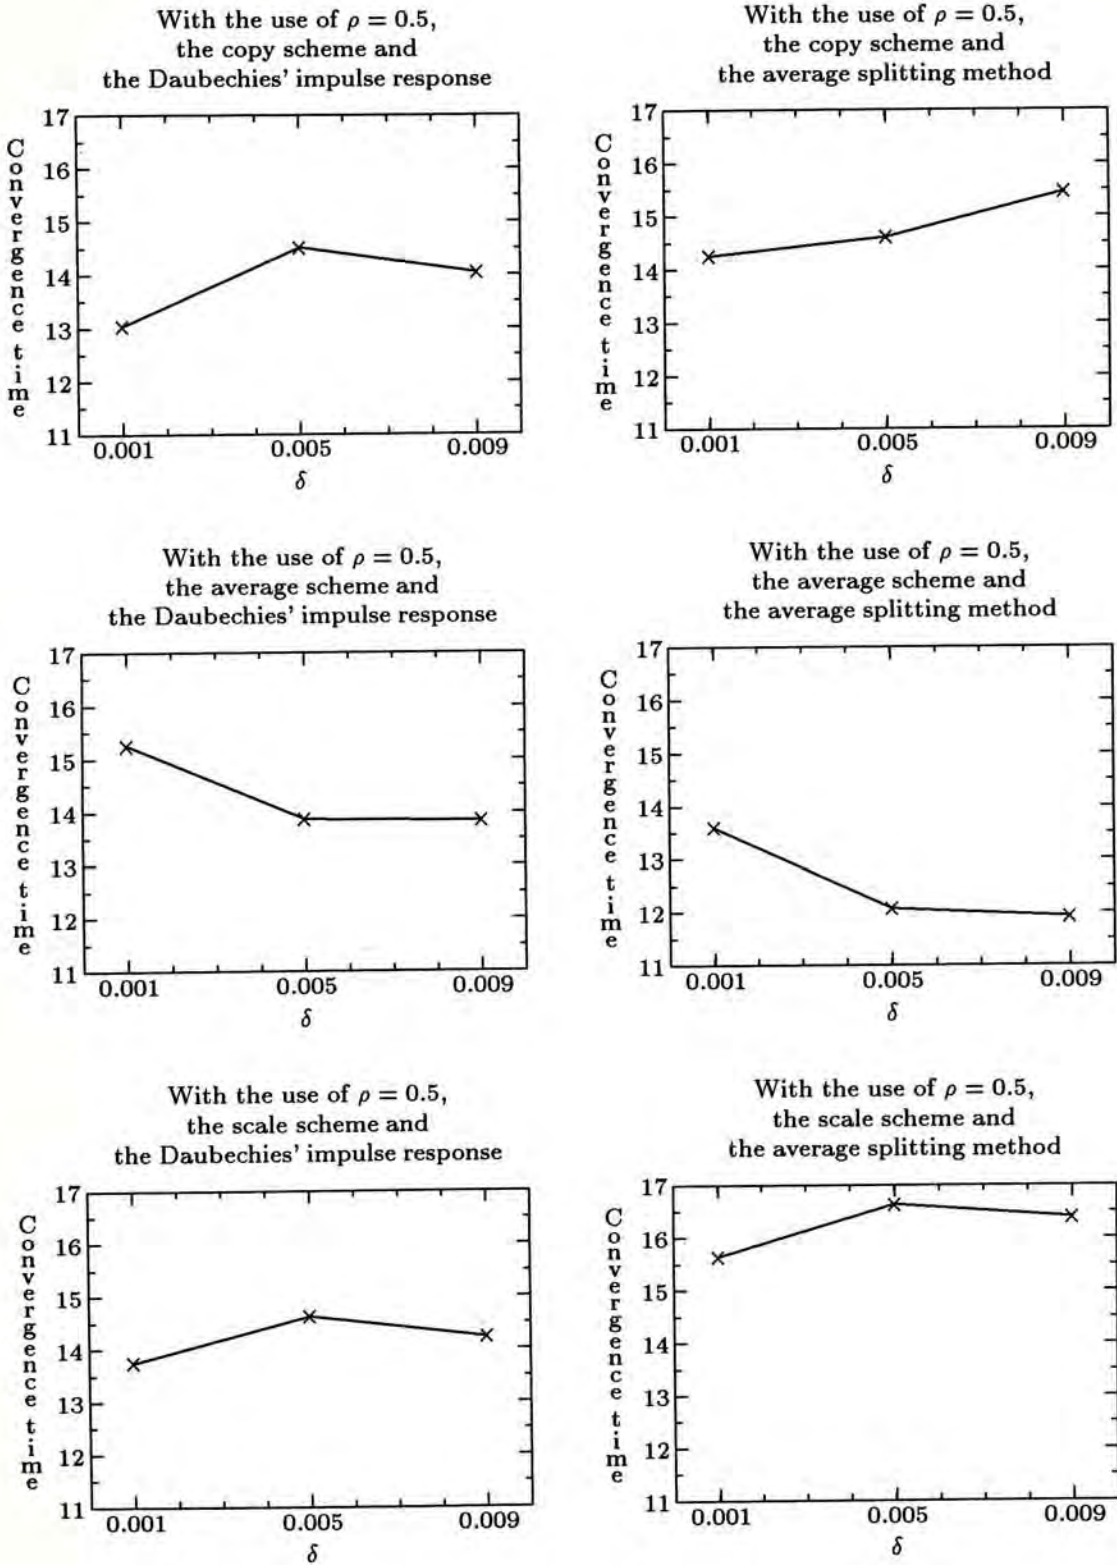 With the use of ρ = 0.5,
the copy scheme and
the Daubechies' impulse response
17
16
15
14
13
12
11
Convergence time
0.001 0.005 0.009
δ
With the use of ρ = 0.5,
the copy scheme and
the average splitting method
17
16
15
14
13
12
11
Convergence time
0.001 0.005 0.009
δ
With the use of ρ = 0.5,
the average scheme and
the Daubechies' impulse response
17
16
15
14
13
12
11
Convergence time
0.001 0.005 0.009
δ
With the use of ρ = 0.5,
the average scheme and
the average splitting method
17
16
15
14
13
12
11
Convergence time
0.001 0.005 0.009
δ
With the use of ρ = 0.5,
the scale scheme and
the Daubechies' impulse response
17
16
15
14
13
12
11
Convergence time
0.001 0.005 0.009
δ
With the use of ρ = 0.5,
the scale scheme and
the average splitting method
17
16
15
14
13
12
11
Convergence time
0.001 0.005 0.009
δ